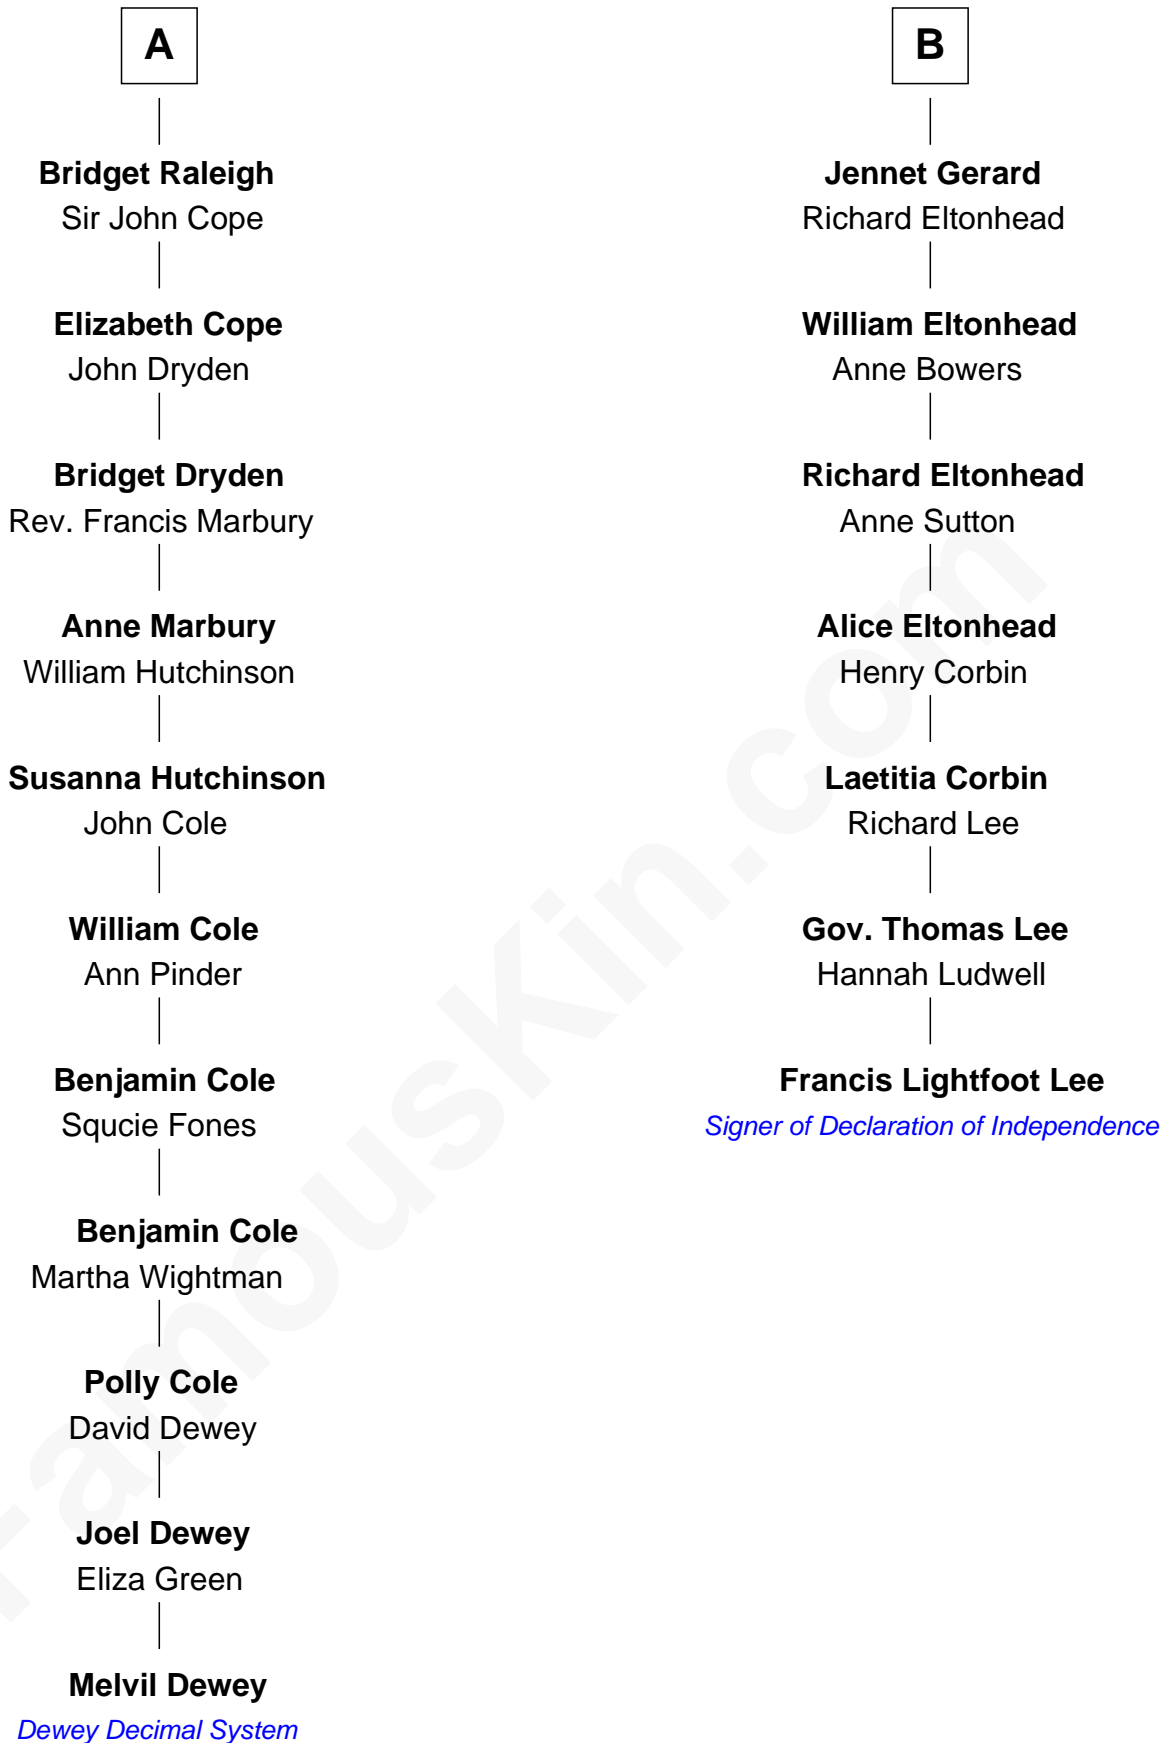 A
Bridget Raleigh
Sir John Cope
Elizabeth Cope
John Dryden
Bridget Dryden
Rev. Francis Marbury
Anne Marbury
William Hutchinson
Susanna Hutchinson
John Cole
William Cole
Ann Pinder
Benjamin Cole
Squcie Fones
Benjamin Cole
Martha Wightman
Polly Cole
David Dewey
Joel Dewey
Eliza Green
Melvil Dewey
Dewey Decimal System
B
Jennet Gerard
Richard Eltonhead
William Eltonhead
Anne Bowers
Richard Eltonhead
Anne Sutton
Alice Eltonhead
Henry Corbin
Laetitia Corbin
Richard Lee
Gov. Thomas Lee
Hannah Ludwell
Francis Lightfoot Lee
Signer of Declaration of Independence
FamousKin.com